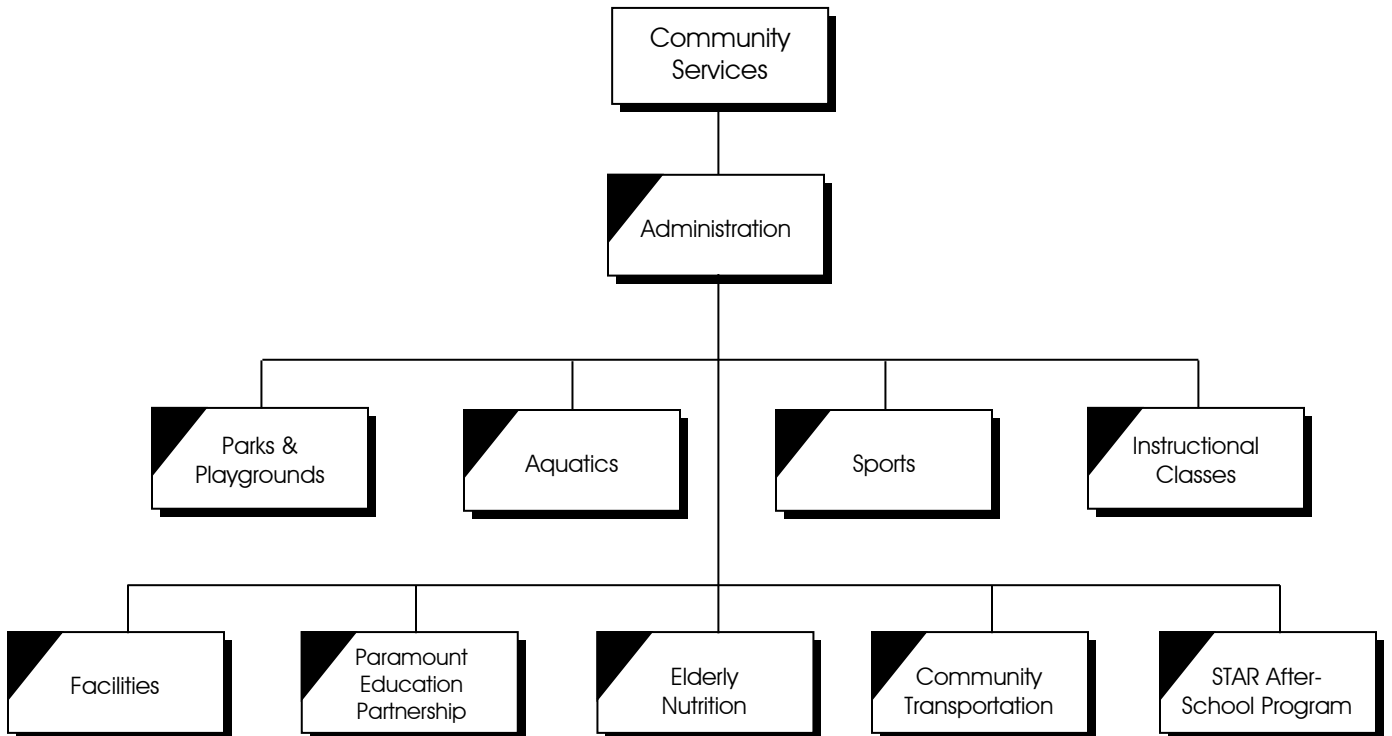 Community
Services
Administration
Parks &
Playgrounds
Aquatics
Sports
Instructional
Classes
Facilities
Paramount
Education
Partnership
Elderly
Nutrition
Community
Transportation
STAR After-
School Program